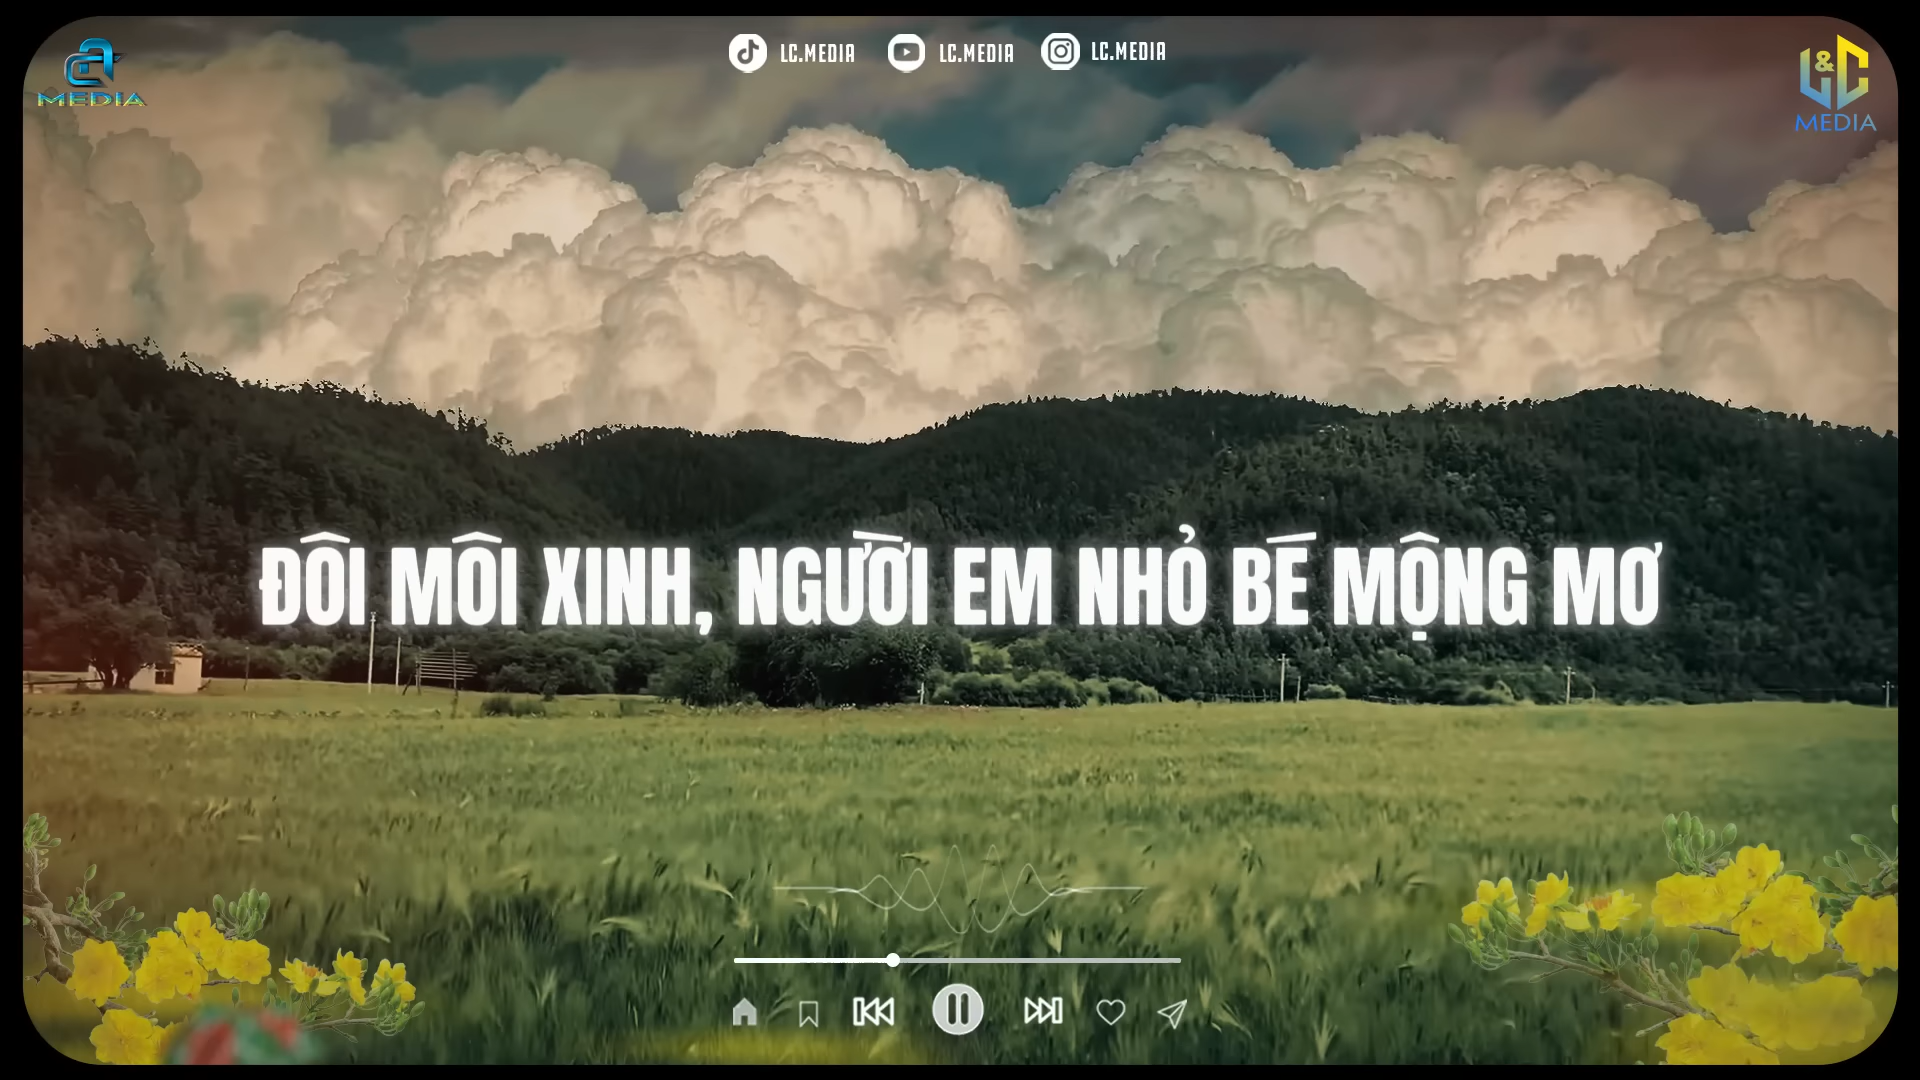 LC.MEDIA LC.MEDIA LC.MEDIA
a MEDIA
L&C MEDIA
ĐÔI MÔI XINH, NGƯỜI EM NHỎ BÉ MỘNG MƠ